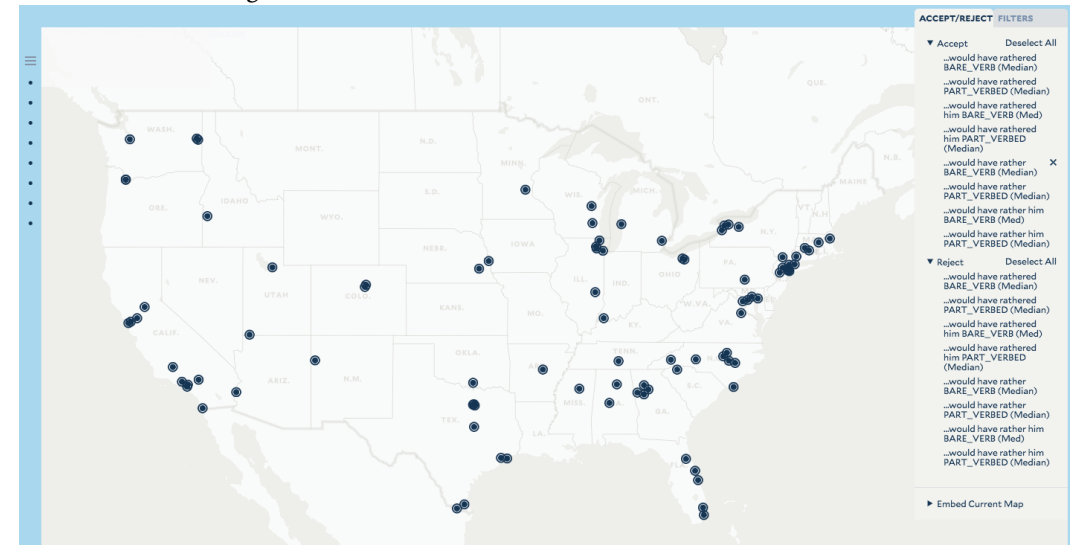 ACCEPT/REJECT FILTERS
▼ Accept Deselect All
...would have rathered
BARE_VERB (Median)
...would have rathered
PART_VERBED (Median)
...would have rathered
him BARE_VERB (Med)
...would have rathered
him PART_VERBED
(Median)
...would have rather ✕
BARE_VERB (Median)
...would have rather
PART_VERBED (Median)
...would have rather him
BARE_VERB (Med)
...would have rather him
PART_VERBED (Median)
▼ Reject Deselect All
...would have rathered
BARE_VERB (Median)
...would have rathered
PART_VERBED (Median)
...would have rathered
him BARE_VERB (Med)
...would have rathered
him PART_VERBED
(Median)
...would have rather
BARE_VERB (Median)
...would have rather
PART_VERBED (Median)
...would have rather him
BARE_VERB (Med)
...would have rather him
PART_VERBED (Median)
▶ Embed Current Map
ONT.
QUE.
N.B.
WASH.
MONT.
N.D.
MINN.
MAINE
ORE.
IDAHO
S.D.
WIS.
MICH.
VT.
N.H.
WYO.
IOWA
N.Y.
NEBR.
PA.
NEV.
UTAH
COLO.
ILL.
IND.
OHIO
KANS.
MO.
W.VA.
CALIF.
KY.
VA.
OKLA.
TENN.
ARIZ.
N.M.
S.C.
MISS.
GA.
TEX.
LA.